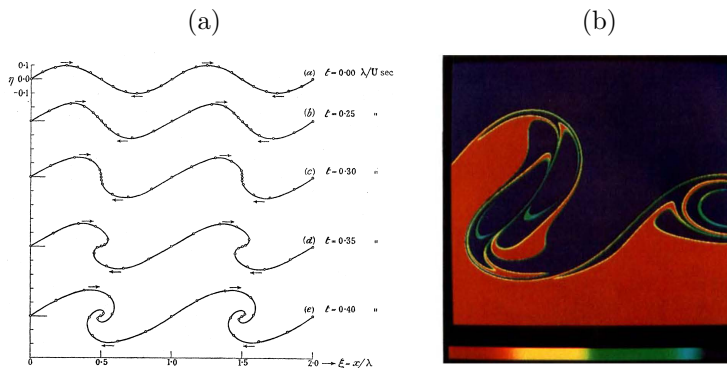 (a)
(b)
0·1
η 0·0
−0·1
(a) t=0·00 λ/U sec
(b) t=0·25 "
(c) t=0·30 "
(d) t=0·35 "
(e) t=0·40 "
0 0·5 1·0 1·5 2·0
→ ξ=x/λ